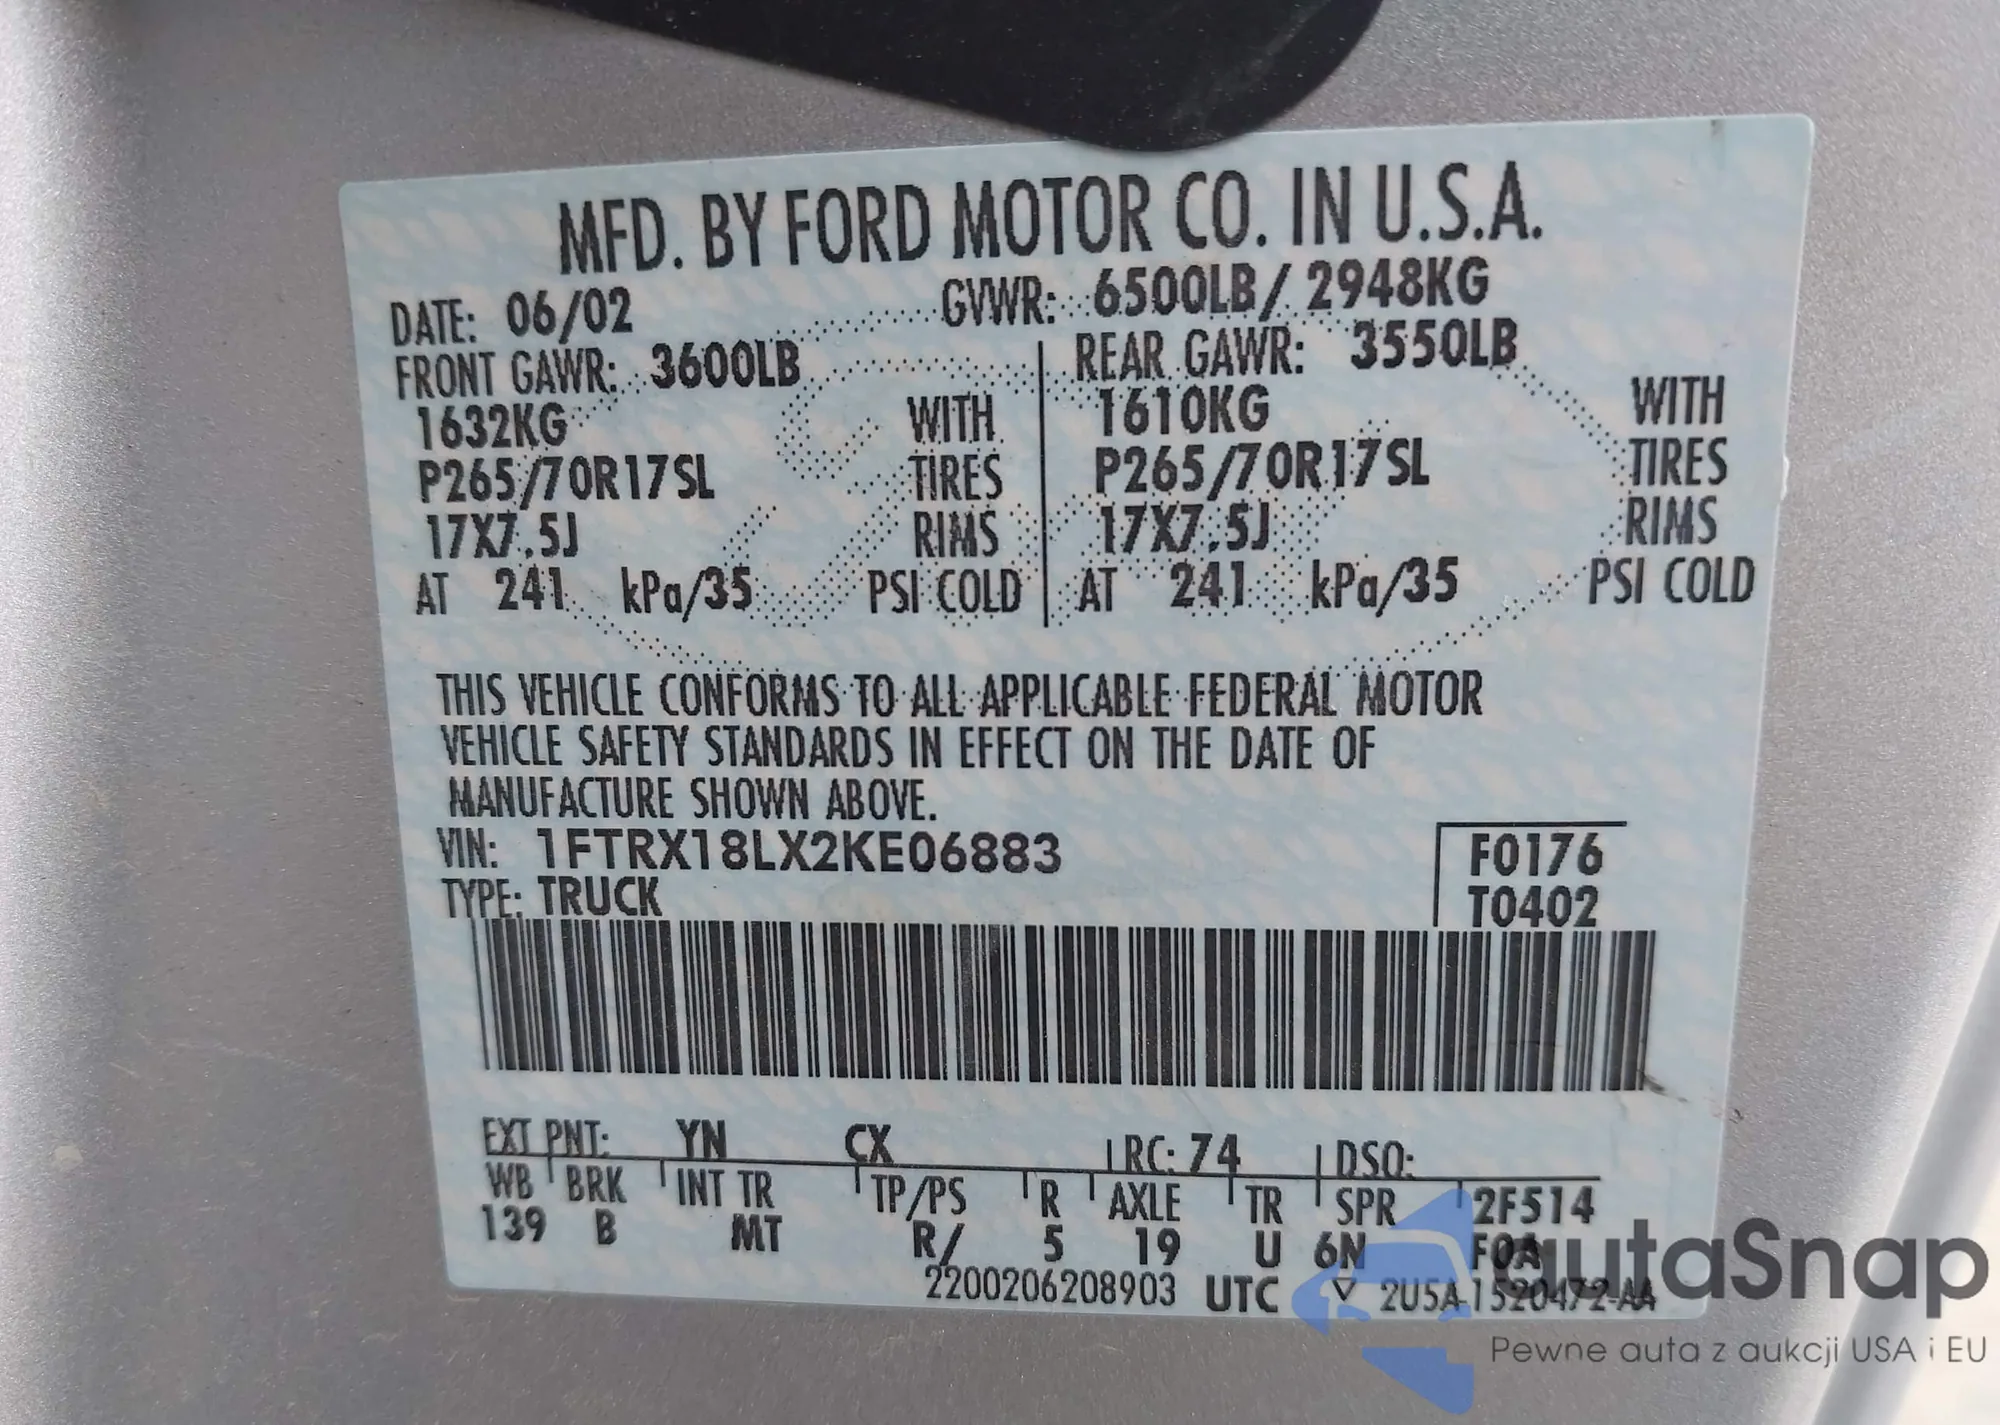 MFD. BY FORD MOTOR CO. IN U.S.A.
DATE: 06/02 GVWR: 6500LB/ 2948KG
FRONT GAWR: 3600LB REAR GAWR: 3550LB
1632KG WITH 1610KG WITH
P265/70R17SL TIRES P265/70R17SL TIRES
17X7.5J RIMS 17X7.5J RIMS
AT 241 kPa/35 PSI COLD AT 241 kPa/35 PSI COLD
THIS VEHICLE CONFORMS TO ALL APPLICABLE FEDERAL MOTOR
VEHICLE SAFETY STANDARDS IN EFFECT ON THE DATE OF
MANUFACTURE SHOWN ABOVE.
VIN: 1FTRX18LX2KE06883 F0176
TYPE: TRUCK T0402
EXT PNT: YN CX RC: 74 DSO:
WB BRK INT TR TP/PS R AXLE TR SPR 2F514
139 B MT R/ 5 19 U 6N F0A
2200206208903 UTC 2U5A-1520472-AA
autaSnap
Pewne auta z aukcji USA i EU